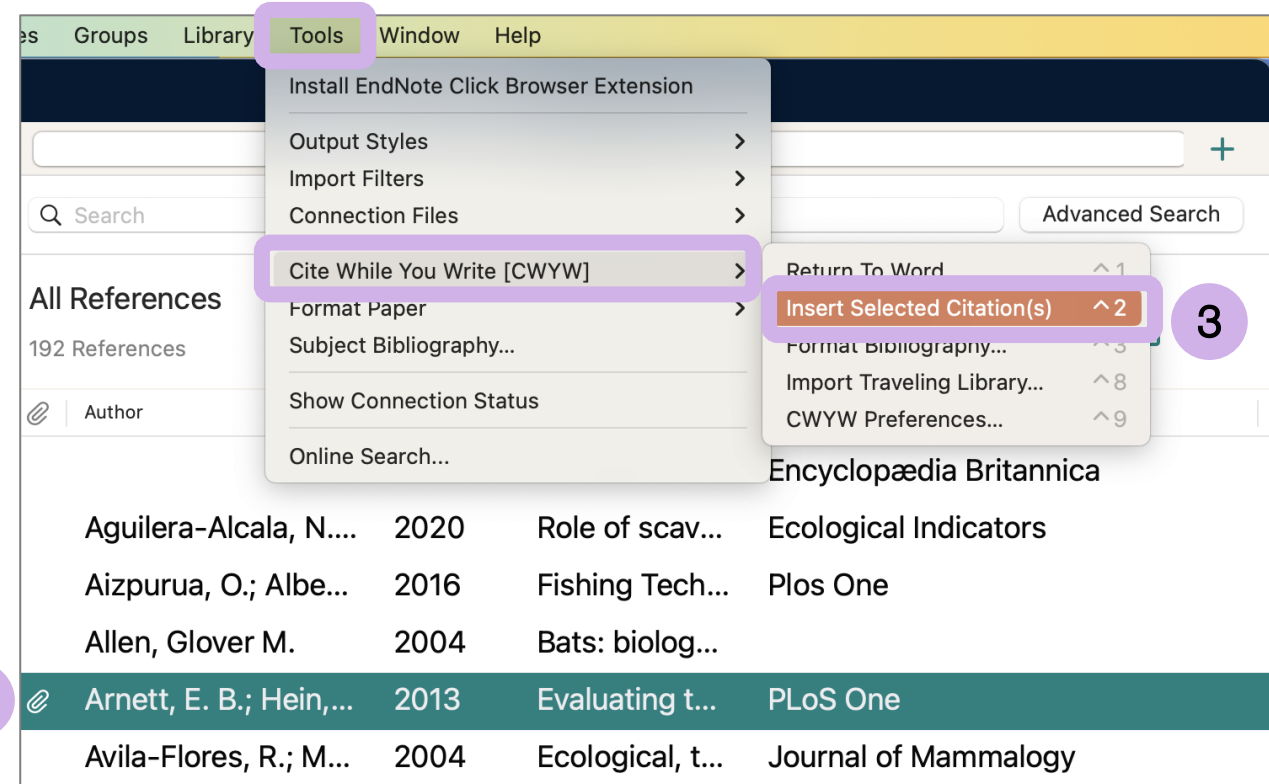 es Groups Library Tools Window Help
Install EndNote Click Browser Extension
Output Styles
Import Filters
Connection Files
Search
Advanced Search
Cite While You Write [CWYW]
Return To Word ^ 1
All References
Format Paper
Insert Selected Citation(s) ^ 2
3
192 References
Subject Bibliography...
Format Bibliography... ^ 3
Import Traveling Library... ^ 8
Author
Show Connection Status
CWYW Preferences... ^ 9
Online Search...
Encyclopædia Britannica
Aguilera-Alcala, N.... 2020 Role of scav... Ecological Indicators
Aizpurua, O.; Albe... 2016 Fishing Tech... Plos One
Allen, Glover M. 2004 Bats: biolog...
Arnett, E. B.; Hein,... 2013 Evaluating t... PLoS One
Avila-Flores, R.; M... 2004 Ecological, t... Journal of Mammalogy